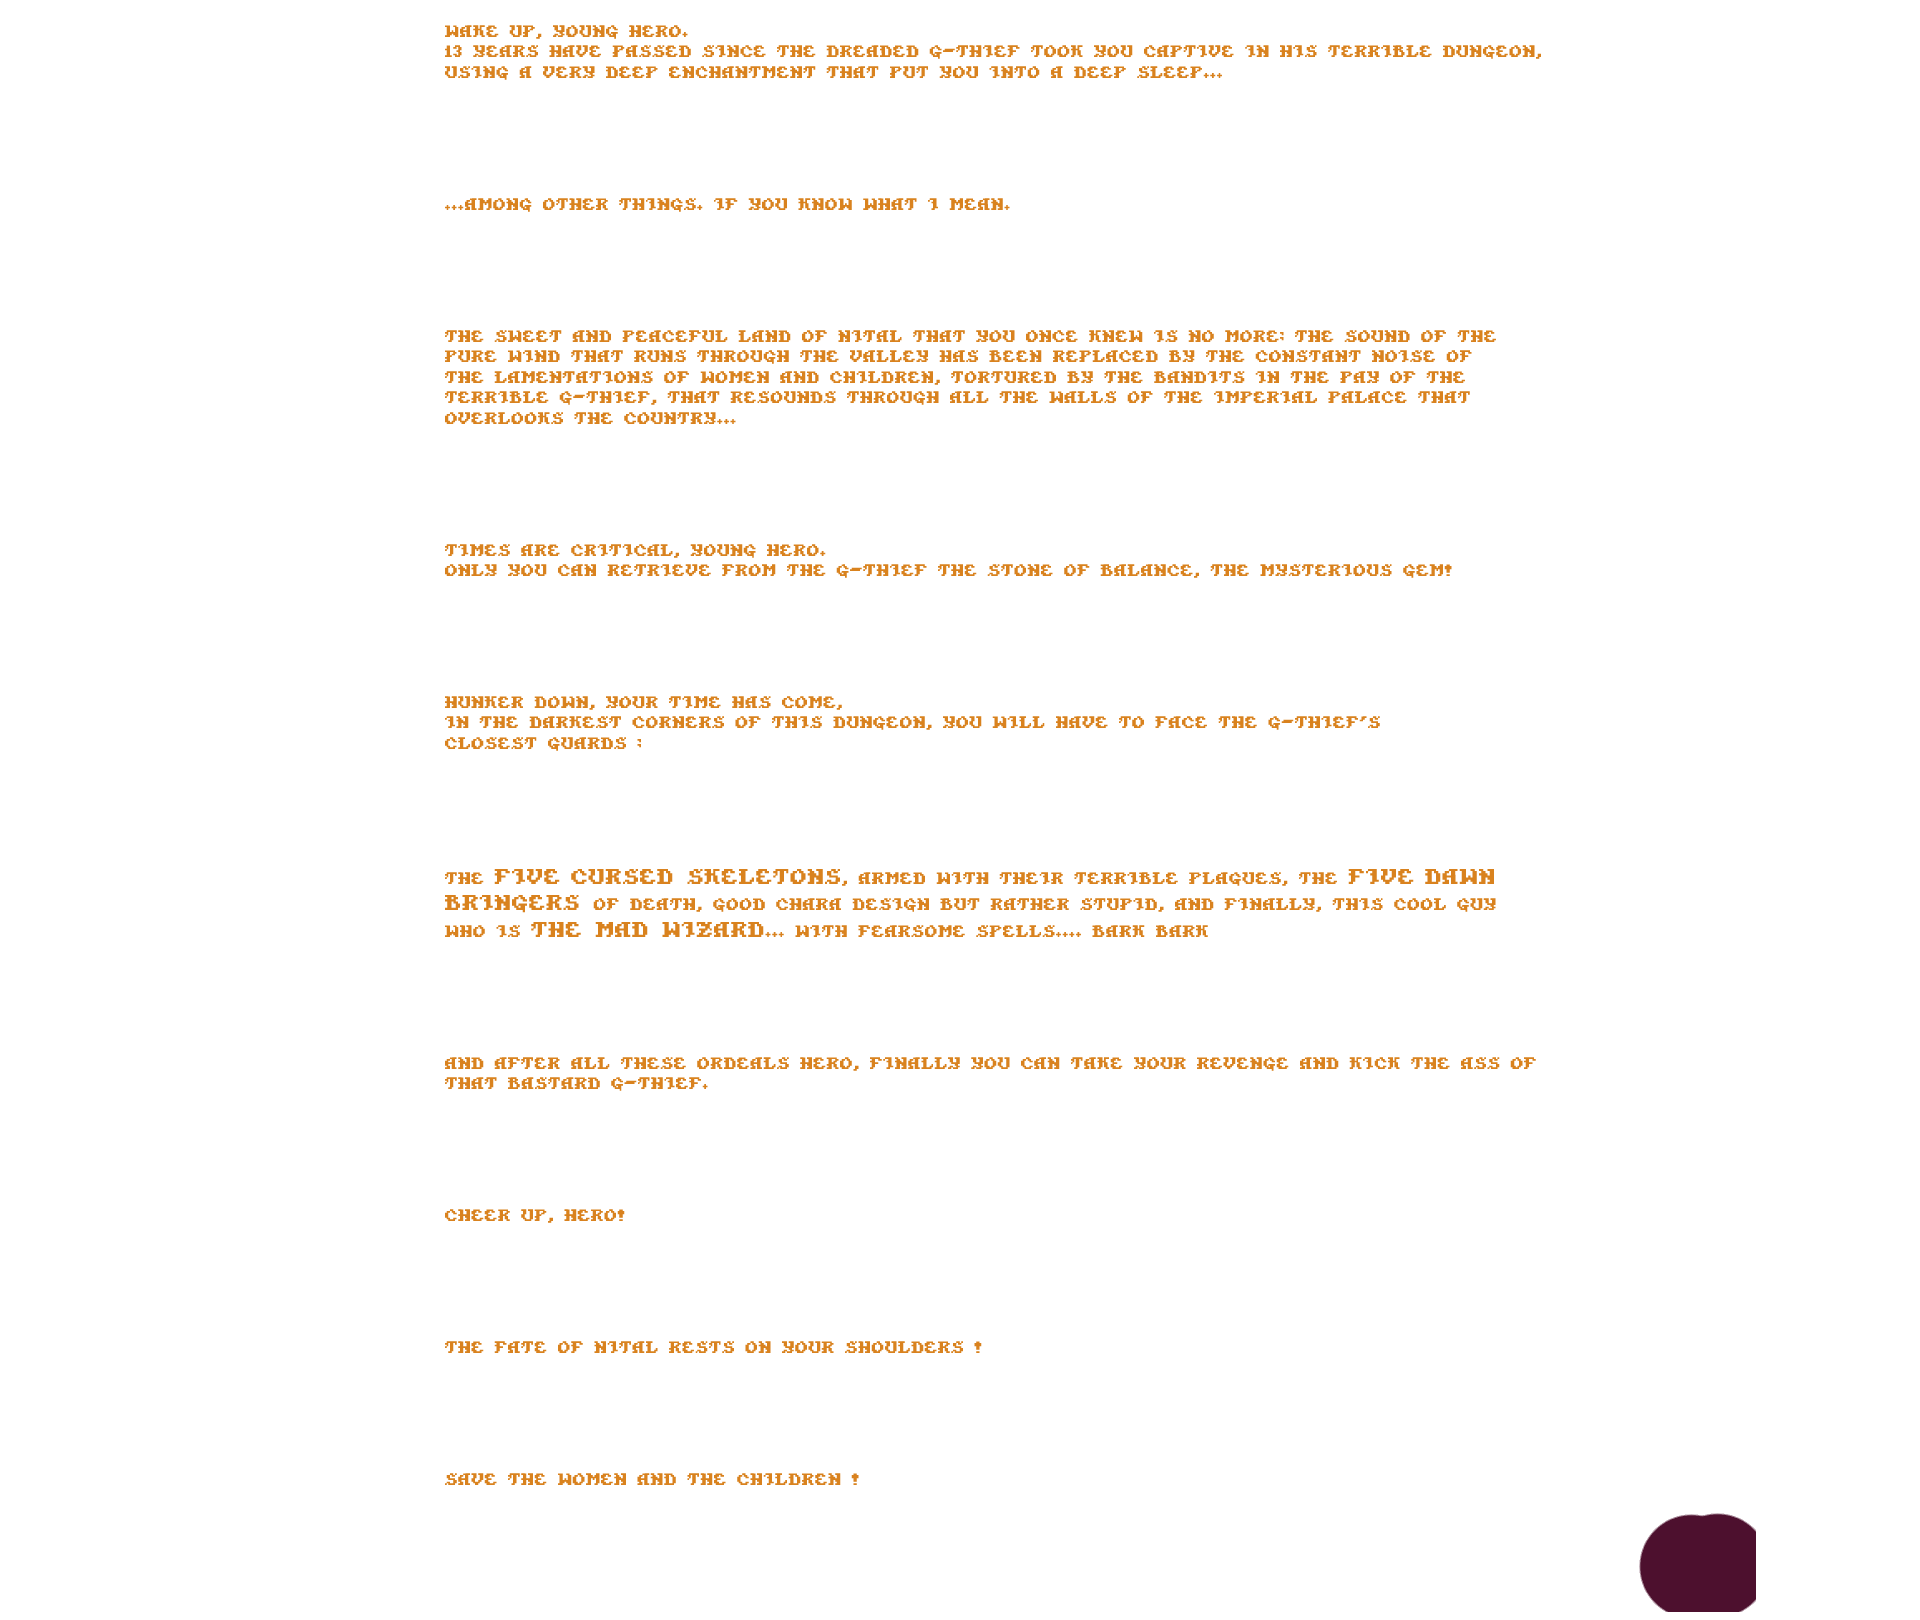 WAKE UP, YOUNG HERO.
13 YEARS HAVE PASSED SINCE THE DREADED G-THIEF TOOK YOU CAPTIVE IN HIS TERRIBLE DUNGEON,
USING A VERY DEEP ENCHANTMENT THAT PUT YOU INTO A DEEP SLEEP...
...AMONG OTHER THINGS. IF YOU KNOW WHAT I MEAN.
THE SWEET AND PEACEFUL LAND OF NITAL THAT YOU ONCE KNEW IS NO MORE: THE SOUND OF THE
PURE WIND THAT RUNS THROUGH THE VALLEY HAS BEEN REPLACED BY THE CONSTANT NOISE OF
THE LAMENTATIONS OF WOMEN AND CHILDREN, TORTURED BY THE BANDITS IN THE PAY OF THE
TERRIBLE G-THIEF, THAT RESOUNDS THROUGH ALL THE WALLS OF THE IMPERIAL PALACE THAT
OVERLOOKS THE COUNTRY...
TIMES ARE CRITICAL, YOUNG HERO.
ONLY YOU CAN RETRIEVE FROM THE G-THIEF THE STONE OF BALANCE, THE MYSTERIOUS GEM!
HUNKER DOWN, YOUR TIME HAS COME,
IN THE DARKEST CORNERS OF THIS DUNGEON, YOU WILL HAVE TO FACE THE G-THIEF'S
CLOSEST GUARDS :
THE FIVE CURSED SKELETONS, ARMED WITH THEIR TERRIBLE PLAGUES, THE FIVE DAWN
BRINGERS OF DEATH, GOOD CHARA DESIGN BUT RATHER STUPID, AND FINALLY, THIS COOL GUY
WHO IS THE MAD WIZARD... WITH FEARSOME SPELLS.... BARK BARK
AND AFTER ALL THESE ORDEALS HERO, FINALLY YOU CAN TAKE YOUR REVENGE AND KICK THE ASS OF
THAT BASTARD G-THIEF.
CHEER UP, HERO!
THE FATE OF NITAL RESTS ON YOUR SHOULDERS !
SAVE THE WOMEN AND THE CHILDREN !